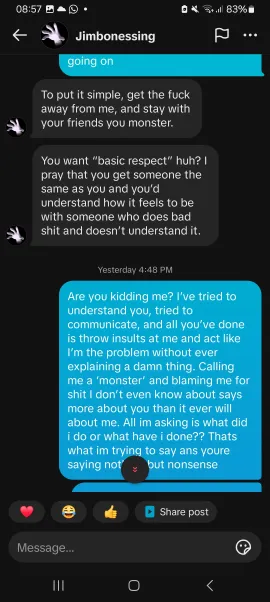 08:57
83%
Jimbonessing
going on
To put it simple, get the fuck
away from me, and stay with
your friends you monster.
You want “basic respect” huh? I
pray that you get someone the
same as you and you’d
understand how it feels to be
with someone who does bad
shit and doesn’t understand it.
Yesterday 4:48 PM
Are you kidding me? I’ve tried to
understand you, tried to
communicate, and all you’ve done
is throw insults at me and act like
I’m the problem without ever
explaining a damn thing. Calling
me a ‘monster’ and blaming me for
shit I don’t even know about says
more about you than it ever will
about me. All im asking is what did
i do or what have i done?? Thats
what im trying to say ans youre
saying but nonsense
Share post
Message...